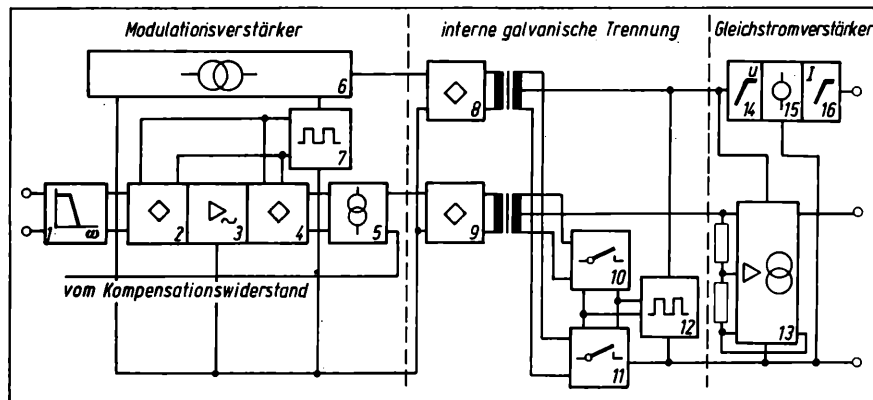 Modulationsverstärker
interne galvanische Trennung
Gleichstromverstärker
6
8
U
14
15
I
16
7
1
ω
2
3
4
5
9
10
vom Kompensationswiderstand
12
13
11